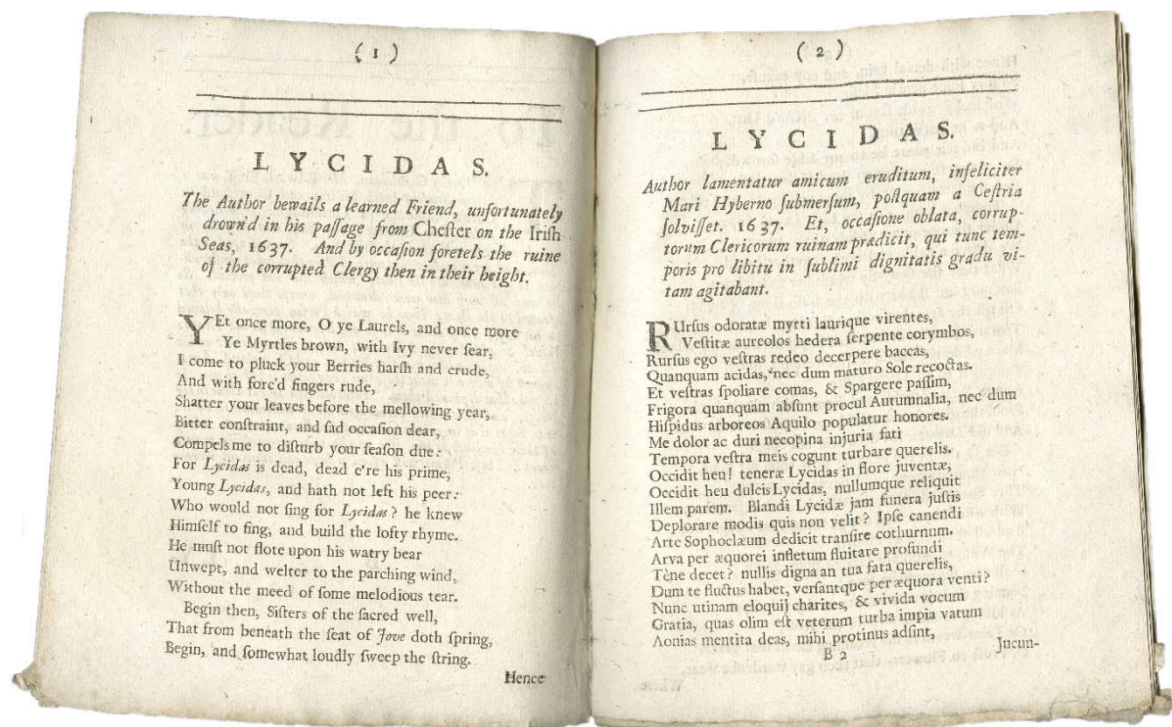 ( 1 )
LYCIDAS.
The Author bewails a learned Friend, unfortunately
drown'd in his paſſage from Cheſter on the Iriſh
Seas, 1637. And by occaſion foretels the ruine
of the corrupted Clergy then in their height.
YEt once more, O ye Laurels, and once more
Ye Myrtles brown, with Ivy never ſear,
I come to pluck your Berries harſh and crude,
And with forc'd fingers rude,
Shatter your leaves before the mellowing year,
Bitter conſtraint, and ſad occaſion dear,
Compels me to diſturb your ſeaſon due:
For Lycidas is dead, dead e're his prime,
Young Lycidas, and hath not left his peer:
Who would not ſing for Lycidas? he knew
Himſelf to ſing, and build the lofty rhyme.
He muſt not flote upon his watry bear
Unwept, and welter to the parching wind,
Without the meed of ſome melodious tear.
Begin then, Siſters of the ſacred well,
That from beneath the ſeat of Jove doth ſpring,
Begin, and ſomewhat loudly ſweep the ſtring.
Hence
( 2 )
LYCIDAS.
Author lamentatur amicum eruditum, infeliciter
Mari Hyberno ſubmerſum, poſtquam a Ceſtria
ſolviſſet. 1637. Et, occaſione oblata, corrup-
torum Clericorum ruinam prædicit, qui tunc tem-
poris pro libitu in ſublimi dignitatis gradu vi-
tam agitabant.
RUrſus odoratæ myrti laurique virentes,
Veſtitæ aureolos hedera ſerpente corymbos,
Rurſus ego veſtras redeo decerpere baccas,
Quanquam acidas, nec dum maturo Sole recoctas.
Et veſtras ſpoliare comas, & Spargere paſſim,
Frigora quanquam abſunt procul Autumnalia, nec dum
Hiſpidus arboreos Aquilo populatur honores.
Me dolor ac duri necopina injuria fati
Tempora veſtra meis cogunt turbare querelis.
Occidit heu! teneræ Lycidas in flore juventæ,
Occidit heu dulcis Lycidas, nullumque reliquit
Illem parem. Blandi Lycidæ jam funera juſtis
Deplorare modis quis non velit? Ipſe canendi
Arte Sophoclæum dedicit tranſire cothurnum.
Arva per æquorei infletum fluitare profundi
Tène decet? nullis digna an tua fata querelis,
Dum te fluctus habet, verſantque per æquora venti?
Nunc utinam eloquij charites, & vivida vocum
Gratia, quas olim eſt veterum turba impia vatum
Aonias mentita deas, mihi protinus adſint,
B 2
Jucun-